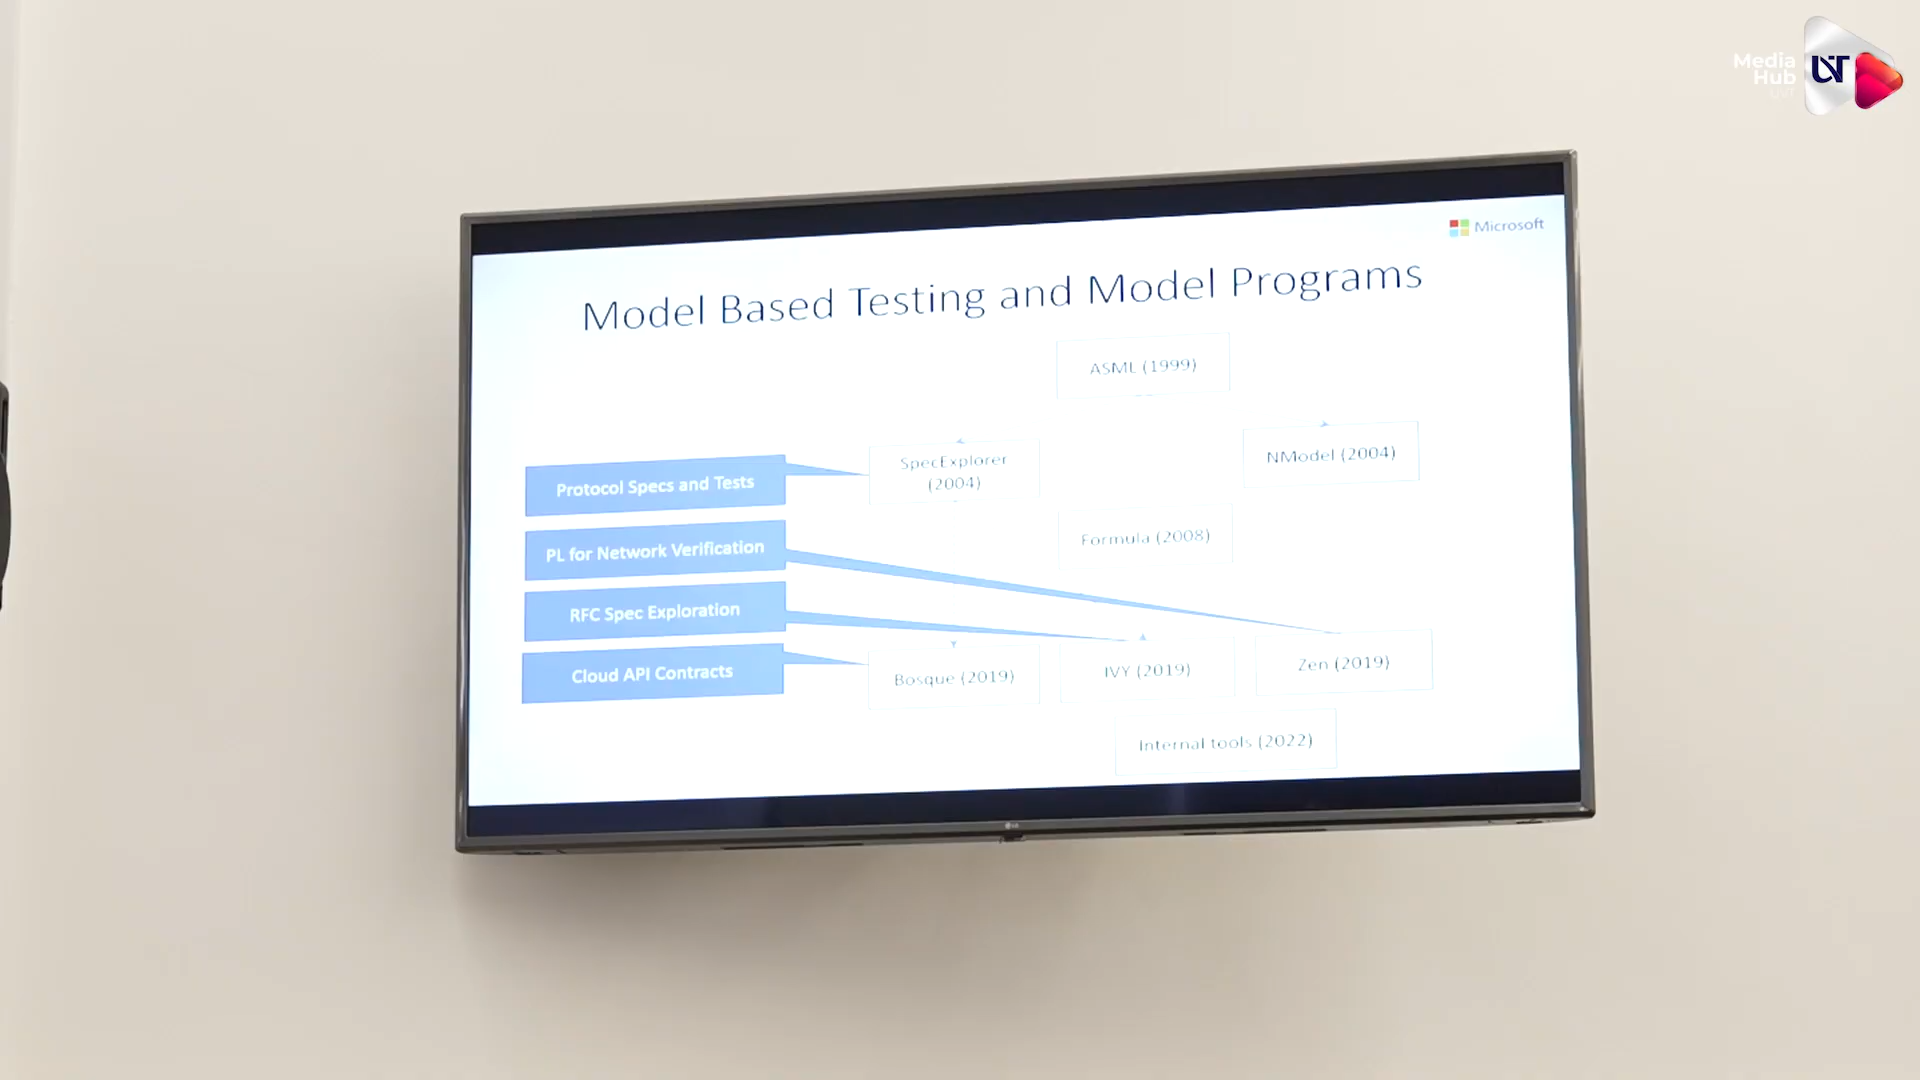 Media
Hub
UVT
Microsoft
Model Based Testing and Model Programs
ASML (1999)
SpecExplorer
(2004)
NModel (2004)
Protocol Specs and Tests
Formula (2008)
PL for Network Verification
RFC Spec Exploration
Cloud API Contracts
Bosque (2019)
IVY (2019)
Zen (2019)
Internal tools (2022)
LG